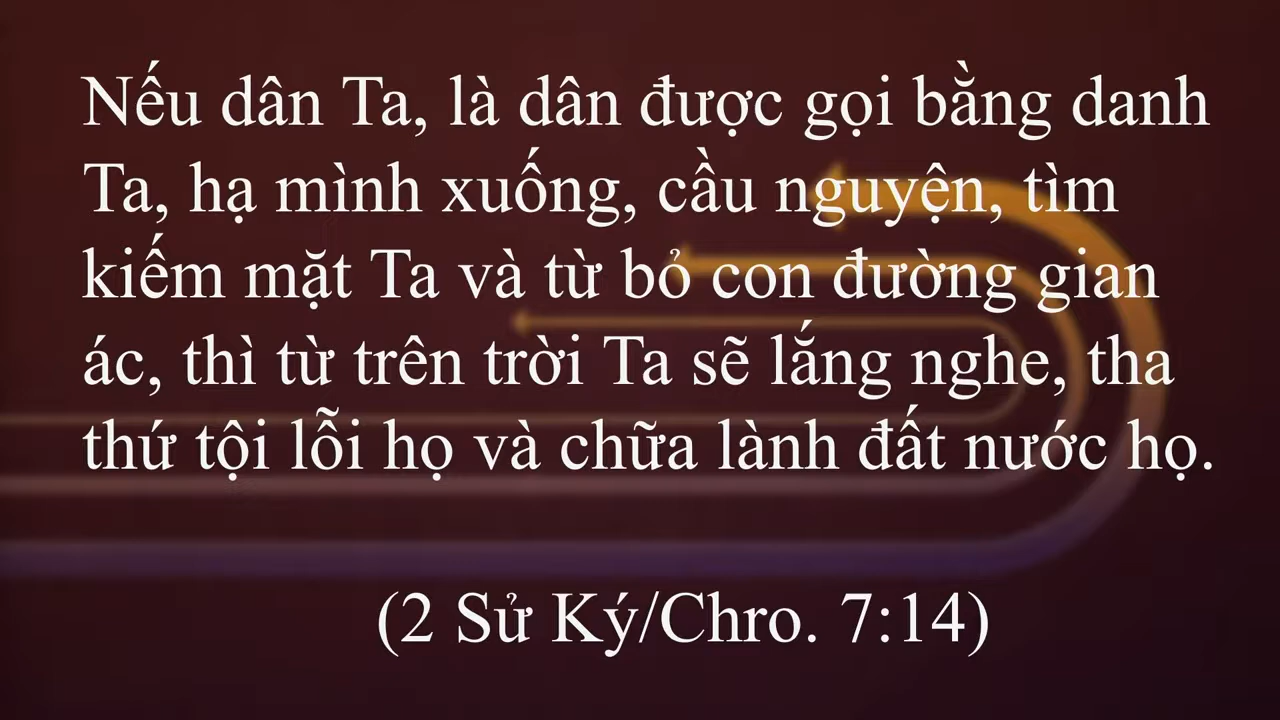 Nếu dân Ta, là dân được gọi bằng danh
Ta, hạ mình xuống, cầu nguyện, tìm
kiếm mặt Ta và từ bỏ con đường gian
ác, thì từ trên trời Ta sẽ lắng nghe, tha
thứ tội lỗi họ và chữa lành đất nước họ.
(2 Sử Ký/Chro. 7:14)